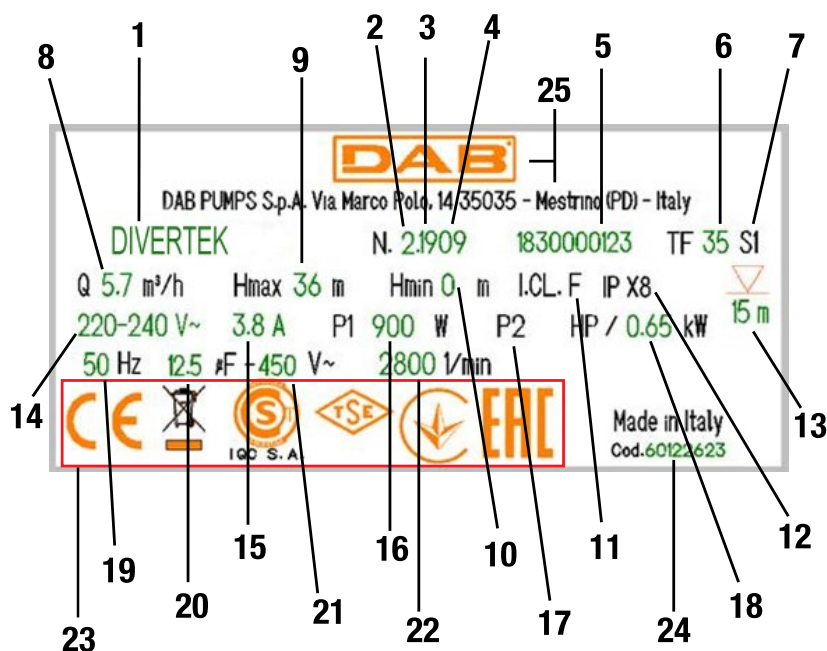 1 2 3 4 5 6 7
8 9 25
DAB
DAB PUMPS S.p.A. Via Marco Polo, 14 35035 - Mestrino (PD) - Italy
DIVERTEK N. 2.1909 1830000123 TF 35 S1
Q 5.7 m³/h Hmax 36 m Hmin 0 m I.CL. F IP X8
220-240 V~ 3.8 A P1 900 W P2 HP / 0.65 kW 15 m
50 Hz 12.5 µF - 450 V~ 2800 1/min
CE S T TSE EAC
IQC S.A.
Made in Italy
Cod.60122623
14 13
19 20 15 21 16 22 10 17 11 18 12
23 24